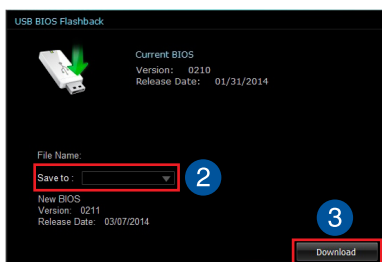 USB BIOS Flashback
Current BIOS
Version: 0210
Release Date: 01/31/2014
File Name:
Save to :
2
New BIOS
Version: 0211
Release Date: 03/07/2014
3
Download